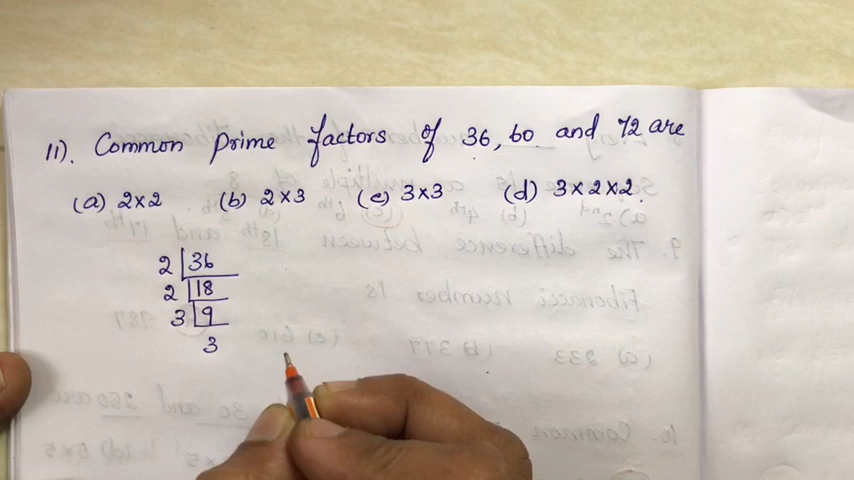 11). Common Prime factors of 36, 60 and 72 are
(a) 2×2 (b) 2×3 (c) 3×3 (d) 3×2×2.
2 | 36
2 | 18
3 | 9
3